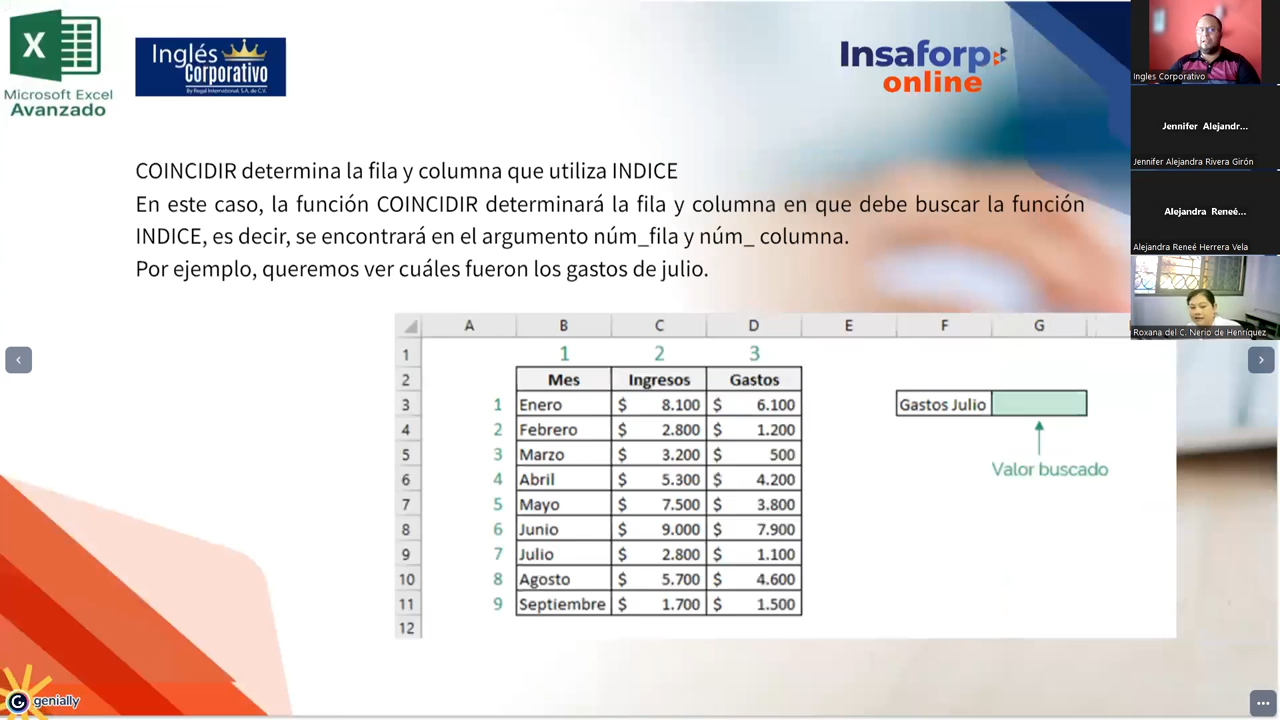 Microsoft Excel
Avanzado
Inglés
Corporativo
By Regal International, S.A. de C.V.
Insaforp
online
Ingles Corporativo
Jennifer Alejandr...
Jennifer Alejandra Rivera Girón
Alejandra Reneé...
Alejandra Reneé Herrera Vela
Roxana del C. Nerio de Henríquez
COINCIDIR determina la fila y columna que utiliza INDICE
En este caso, la función COINCIDIR determinará la fila y columna en que debe buscar la función
INDICE, es decir, se encontrará en el argumento núm_fila y núm_ columna.
Por ejemplo, queremos ver cuáles fueron los gastos de julio.
A B C D E F G
1 1 2 3
2 Mes Ingresos Gastos
3 1 Enero $ 8.100 $ 6.100 Gastos Julio
4 2 Febrero $ 2.800 $ 1.200
5 3 Marzo $ 3.200 $ 500 Valor buscado
6 4 Abril $ 5.300 $ 4.200
7 5 Mayo $ 7.500 $ 3.800
8 6 Junio $ 9.000 $ 7.900
9 7 Julio $ 2.800 $ 1.100
10 8 Agosto $ 5.700 $ 4.600
11 9 Septiembre $ 1.700 $ 1.500
12
genially